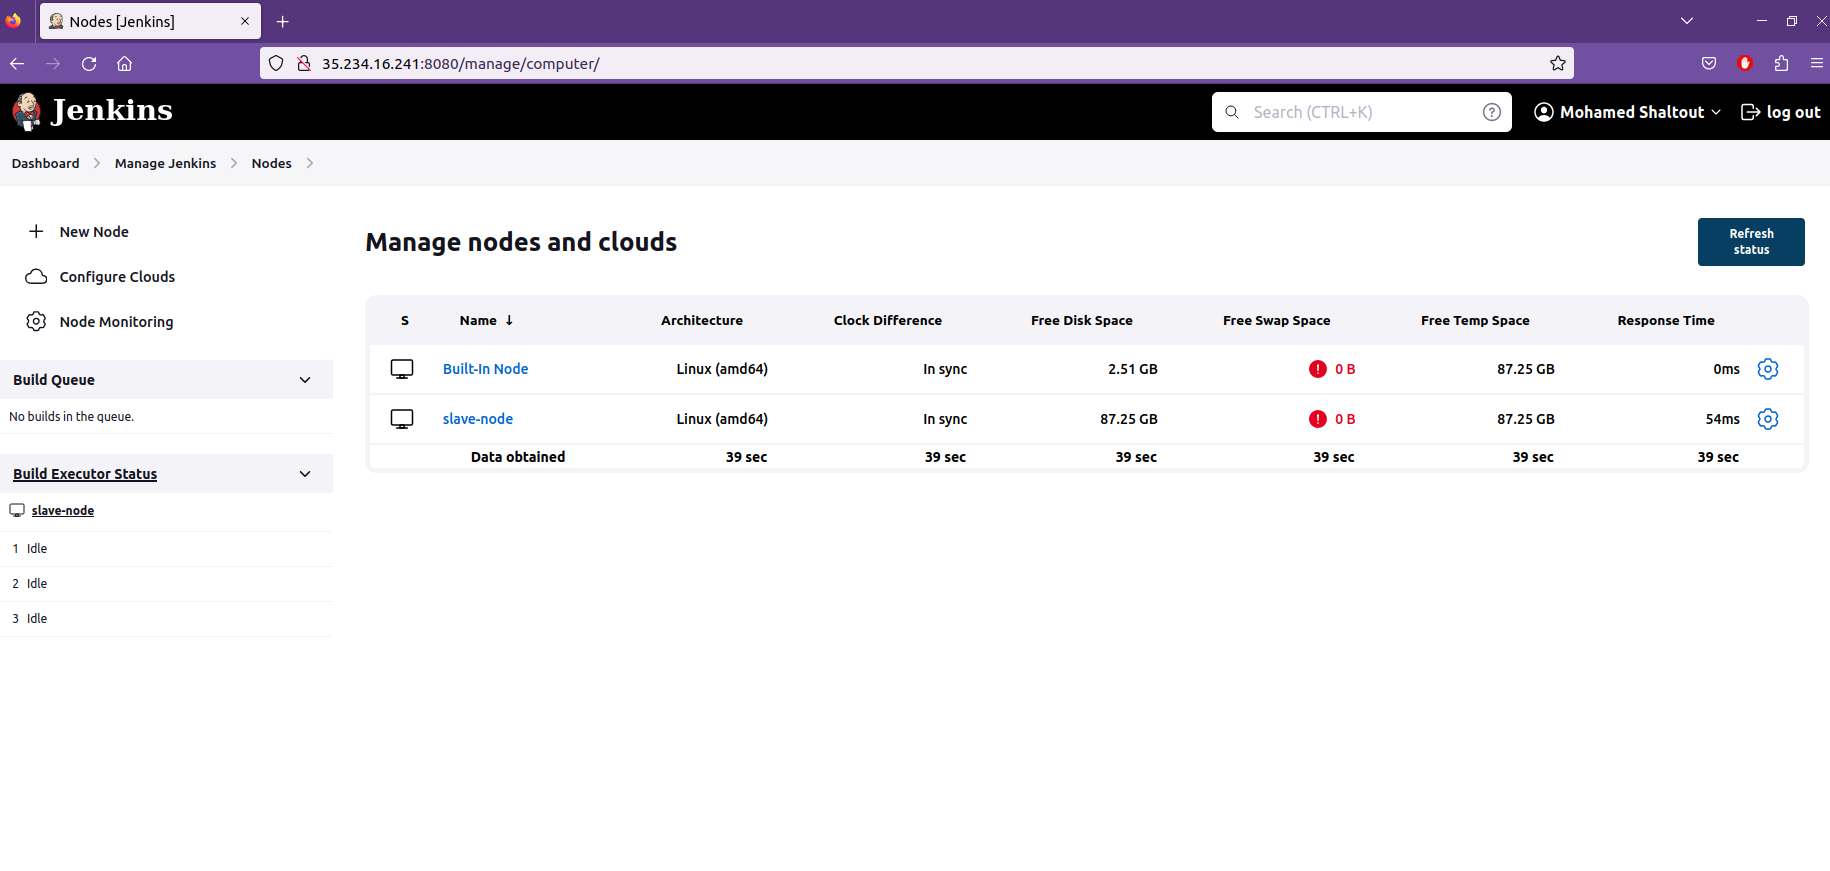 Nodes [Jenkins]
35.234.16.241:8080/manage/computer/
Jenkins
Search (CTRL+K)
Mohamed Shaltout
log out
Dashboard
Manage Jenkins
Nodes
New Node
Configure Clouds
Node Monitoring
Build Queue
No builds in the queue.
Build Executor Status
slave-node
1 Idle
2 Idle
3 Idle
Manage nodes and clouds
Refresh
status
S Name ↓ Architecture Clock Difference Free Disk Space Free Swap Space Free Temp Space Response Time
Built-In Node Linux (amd64) In sync 2.51 GB 0 B 87.25 GB 0ms
slave-node Linux (amd64) In sync 87.25 GB 0 B 87.25 GB 54ms
Data obtained 39 sec 39 sec 39 sec 39 sec 39 sec 39 sec